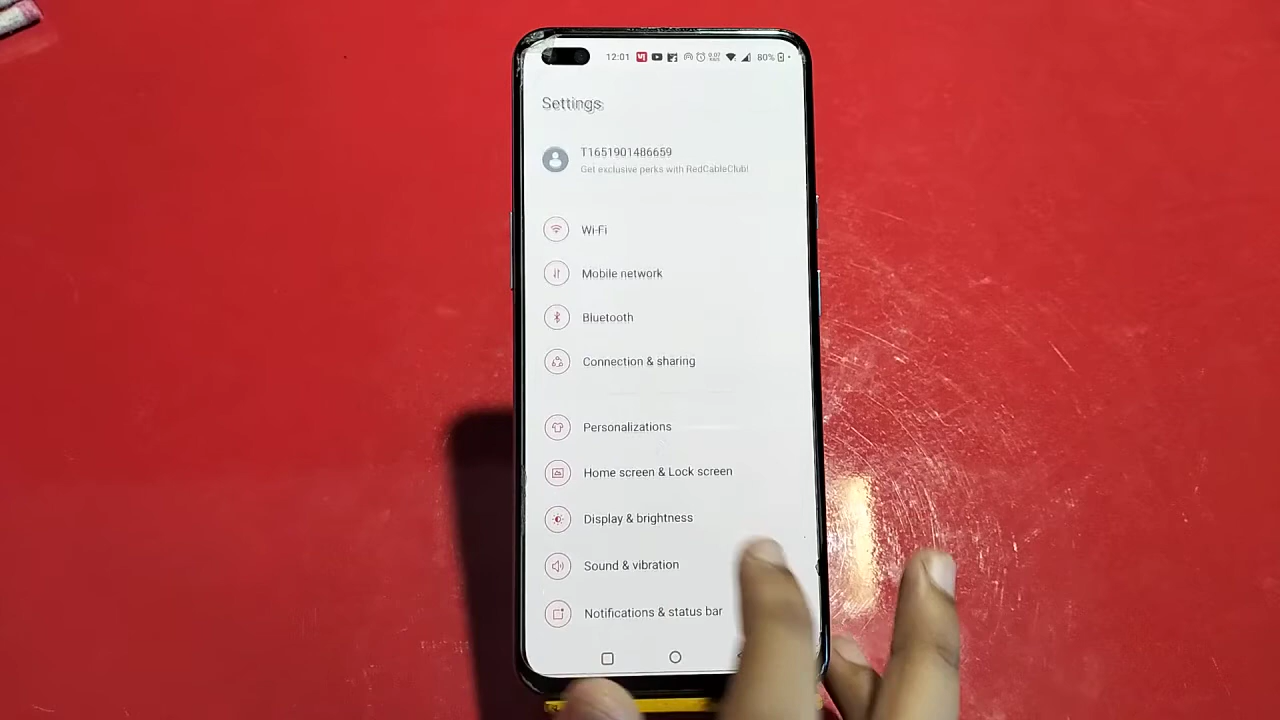 12:01 80%
Settings
T1651901486659
Get exclusive perks with RedCableClub!
Wi-Fi
Mobile network
Bluetooth
Connection & sharing
Personalizations
Home screen & Lock screen
Display & brightness
Sound & vibration
Notifications & status bar